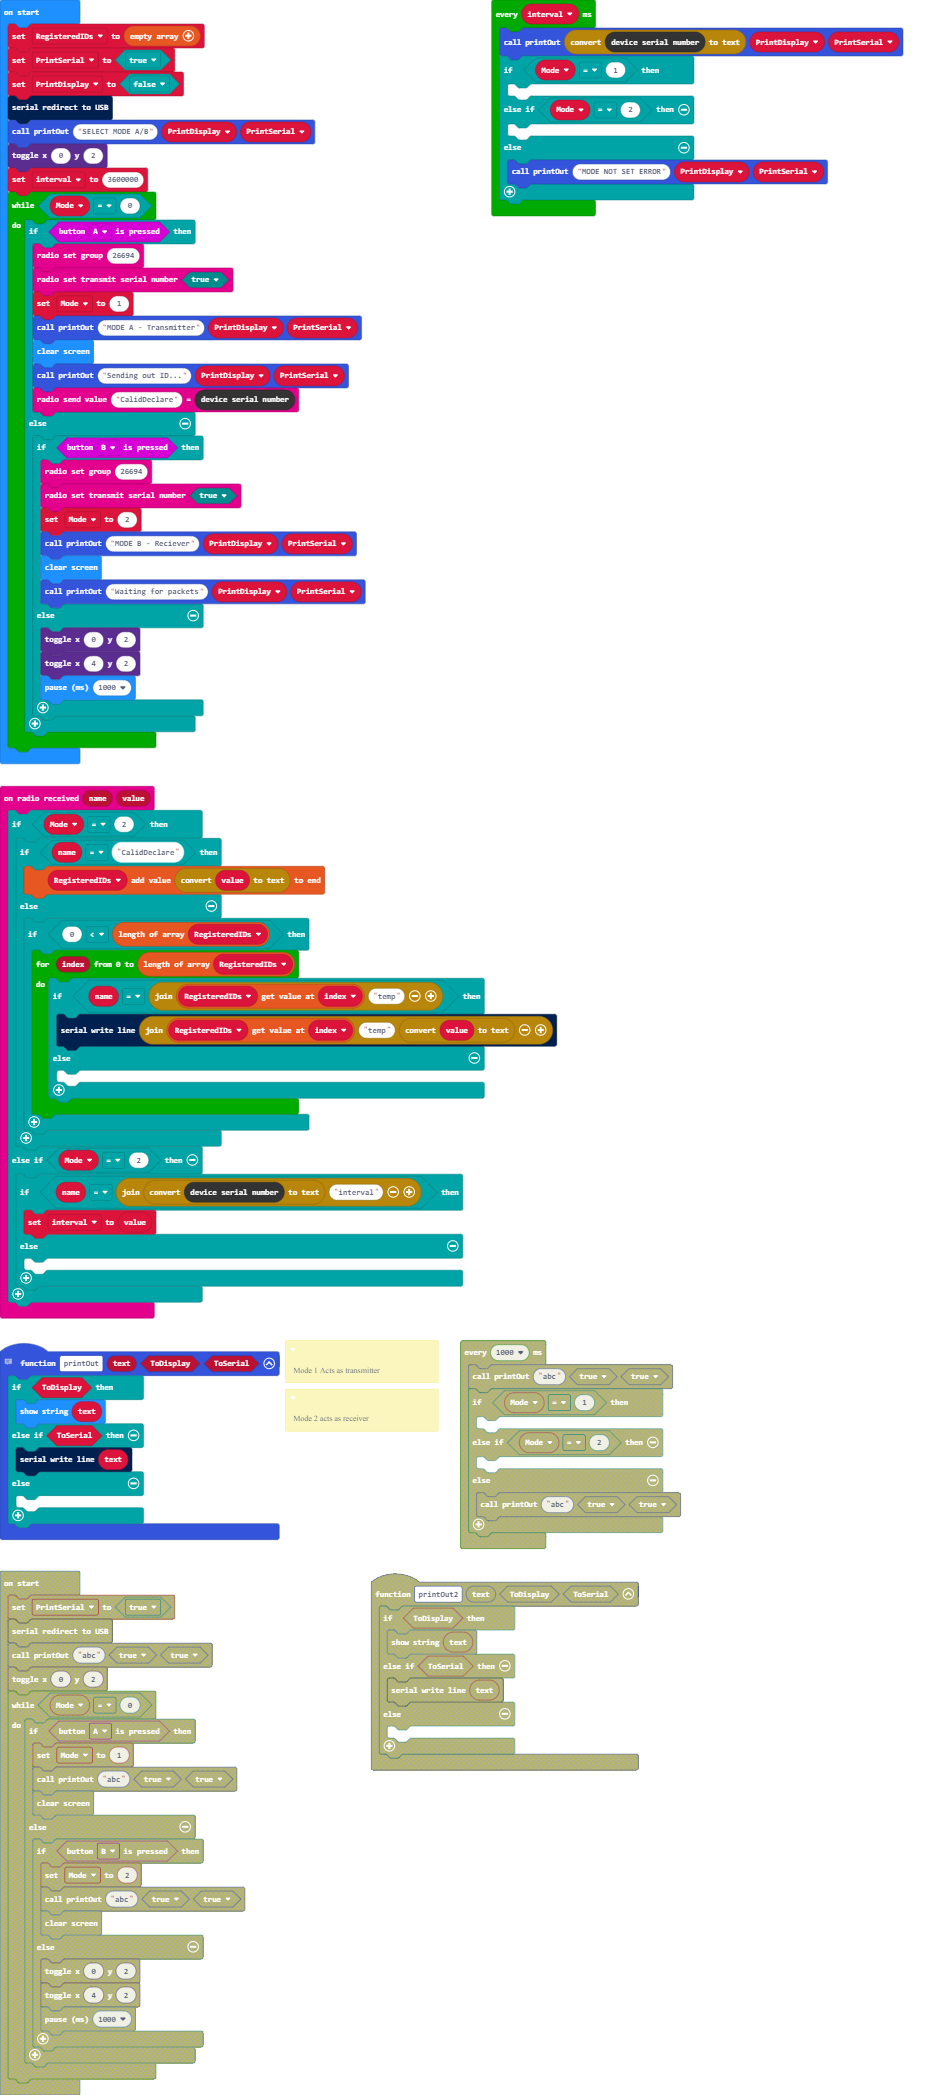 on start
set RegisteredIDs to empty array
set PrintSerial to true
set PrintDisplay to false
serial redirect to USB
call printOut "SELECT MODE A/B" PrintDisplay PrintSerial
toggle x 0 y 2
set interval to 3600000
while Mode = 0
do if button A is pressed then
radio set group 26694
radio set transmit serial number true
set Mode to 1
call printOut "MODE A - Transmitter" PrintDisplay PrintSerial
clear screen
call printOut "Sending out ID..." PrintDisplay PrintSerial
radio send value "CalidDeclare" = device serial number
else
if button B is pressed then
radio set group 26694
radio set transmit serial number true
set Mode to 2
call printOut "MODE B - Reciever" PrintDisplay PrintSerial
clear screen
call printOut "Waiting for packets" PrintDisplay PrintSerial
else
toggle x 0 y 2
toggle x 4 y 2
pause (ms) 1000
every interval ms
call printOut convert device serial number to text PrintDisplay PrintSerial
if Mode = 1 then
else if Mode = 2 then
else
call printOut "MODE NOT SET ERROR" PrintDisplay PrintSerial
on radio received name value
if Mode = 2 then
if name = "CalidDeclare" then
RegisteredIDs add value convert value to text to end
else
if 0 < length of array RegisteredIDs then
for index from 0 to length of array RegisteredIDs
do if name = join RegisteredIDs get value at index "temp" then
serial write line join RegisteredIDs get value at index "temp" convert value to text
else
else if Mode = 2 then
if name = join convert device serial number to text "interval" then
set interval to value
else
function printOut text ToDisplay ToSerial
if ToDisplay then
show string text
else if ToSerial then
serial write line text
else
Mode 1 Acts as transmitter
Mode 2 acts as receiver
every 1000 ms
call printOut "abc" true true
if Mode = 1 then
else if Mode = 2 then
else
call printOut "abc" true true
on start
set PrintSerial to true
serial redirect to USB
call printOut "abc" true true
toggle x 0 y 2
while Mode = 0
do if button A is pressed then
set Mode to 1
call printOut "abc" true true
clear screen
else
if button B is pressed then
set Mode to 2
call printOut "abc" true true
clear screen
else
toggle x 0 y 2
toggle x 4 y 2
pause (ms) 1000
function printOut2 text ToDisplay ToSerial
if ToDisplay then
show string text
else if ToSerial then
serial write line text
else